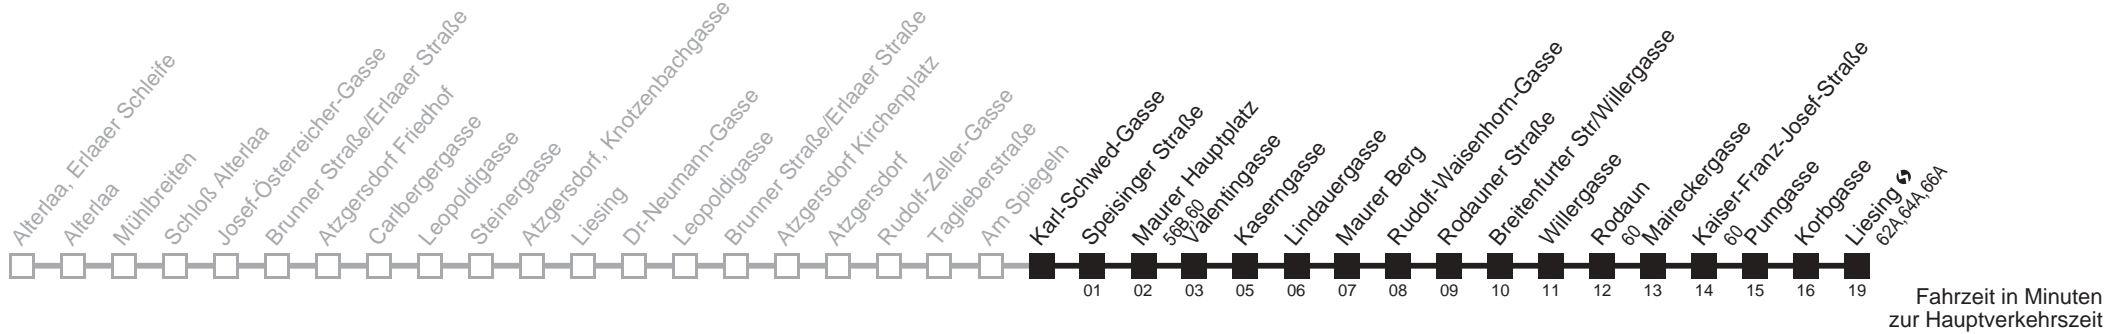 Alterlaa, Erlaaer Schleife
Alterlaa
Mühlbreiten
Schloß Alterlaa
Josef-Österreicher-Gasse
Brunner Straße/Erlaaer Straße
Atzgersdorf Friedhof
Carlbergergasse
Leopoldigasse
Steinergasse
Atzgersdorf, Knotzenbachgasse
Liesing
Dr-Neumann-Gasse
Leopoldigasse
Brunner Straße/Erlaaer Straße
Atzgersdorf Kirchenplatz
Atzgersdorf
Rudolf-Zeller-Gasse
Taglieberstraße
Am Spiegeln
Karl-Schwed-Gasse
Speisinger Straße
01
Maurer Hauptplatz
56B,60
02
Valentingasse
03
Kaserngasse
05
Lindauergasse
06
Maurer Berg
07
Rudolf-Waisenhorn-Gasse
08
Rodauner Straße
09
Breitenfurter Str/Willergasse
10
Willergasse
11
Rodaun
60
12
Maireckergasse
13
Kaiser-Franz-Josef-Straße
60
14
Pumgasse
15
Korbgasse
16
Liesing
62A,64A,66A
19
Fahrzeit in Minuten
zur Hauptverkehrszeit